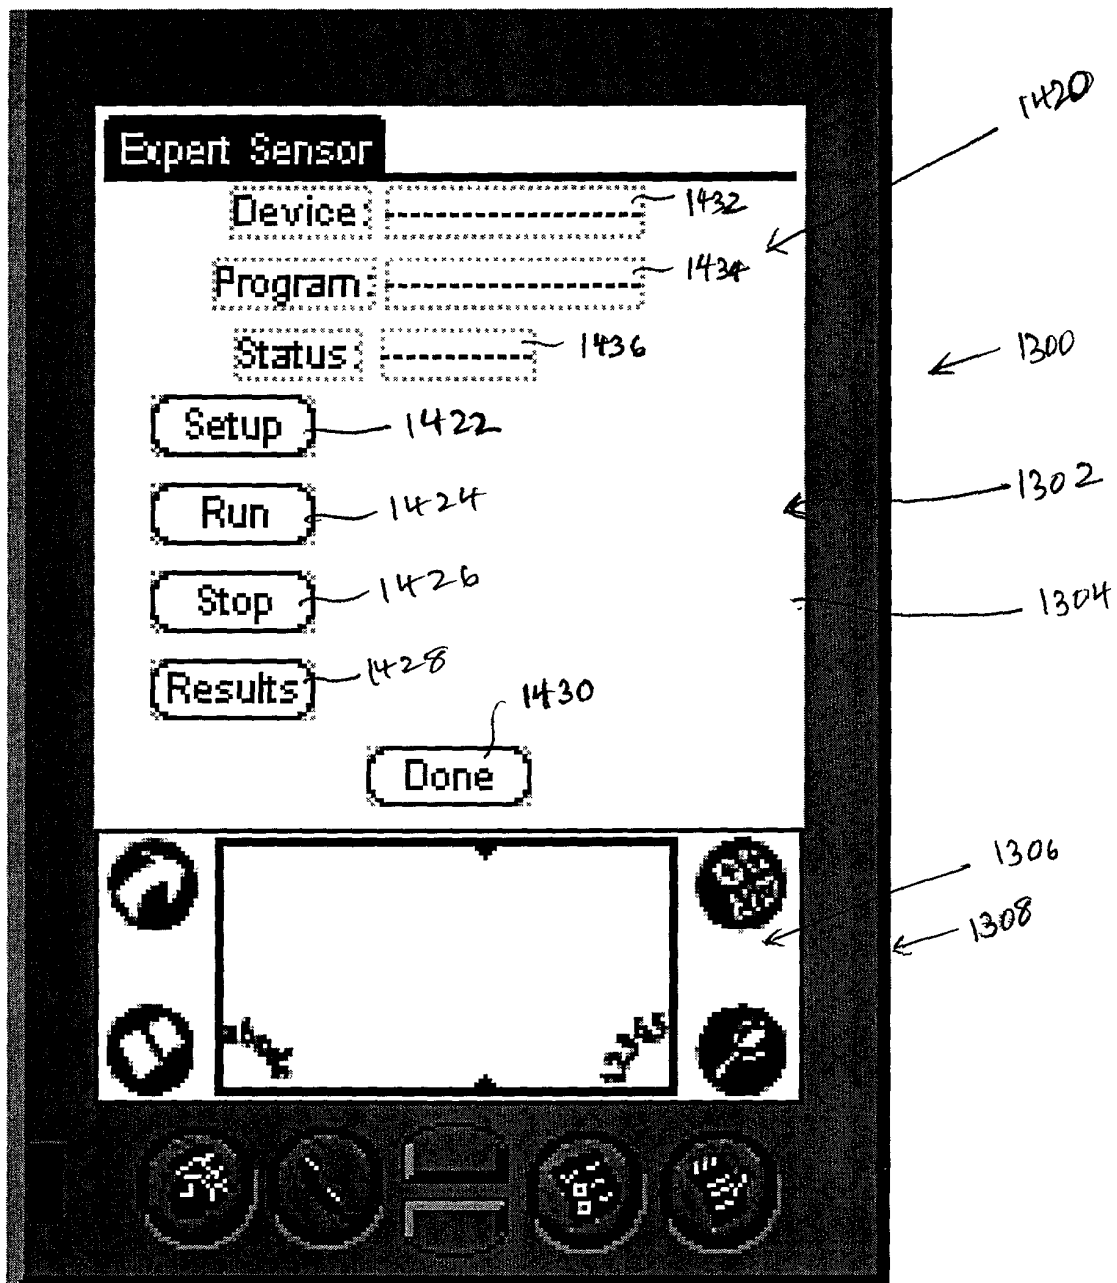 1420
Expert Sensor
Device: 1432
Program: 1434
Status: 1436
1300
Setup 1422
1302
Run 1424
Stop 1426
1304
Results 1428
1430
Done
1306
1308